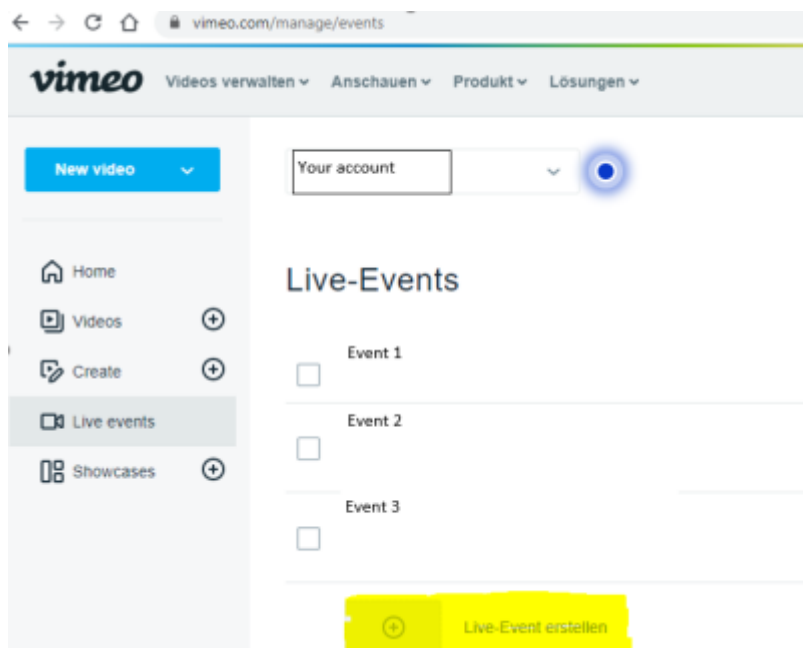 vimeo.com/manage/events
vimeo Videos verwalten Anschauen Produkt Lösungen
New video
Your account
Home
Videos
Create
Live events
Showcases
Live-Events
Event 1
Event 2
Event 3
Live-Event erstellen